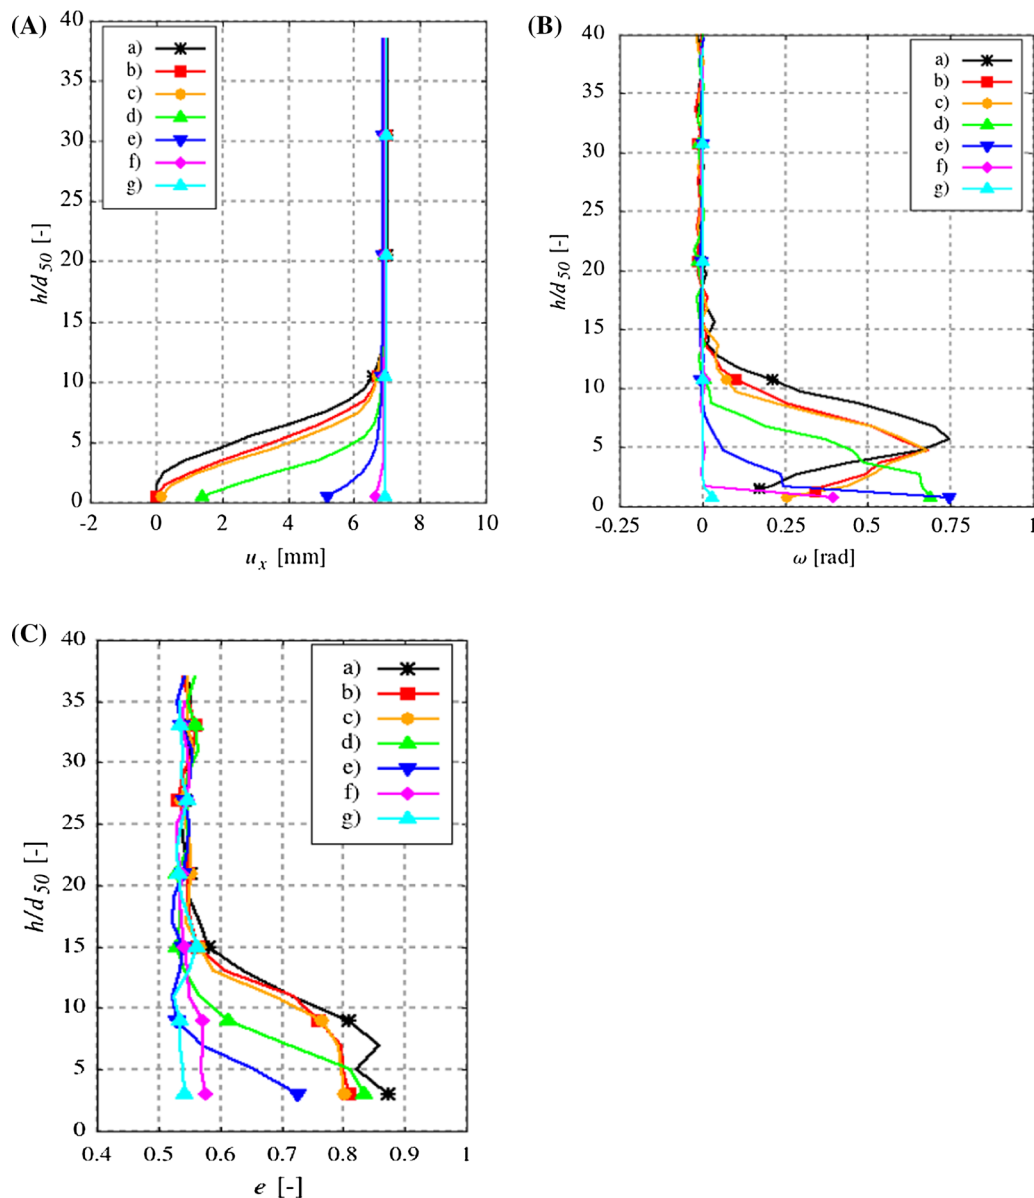 (A)
40
35
30
25
20
15
10
5
0
h/d50 [-]
a)
b)
c)
d)
e)
f)
g)
-2 0 2 4 6 8 10
ux [mm]
(B)
40
35
30
25
20
15
10
5
0
h/d50 [-]
a)
b)
c)
d)
e)
f)
g)
-0.25 0 0.25 0.5 0.75 1
ω [rad]
(C)
40
35
30
25
20
15
10
5
0
h/d50 [-]
a)
b)
c)
d)
e)
f)
g)
0.4 0.5 0.6 0.7 0.8 0.9 1
e [-]